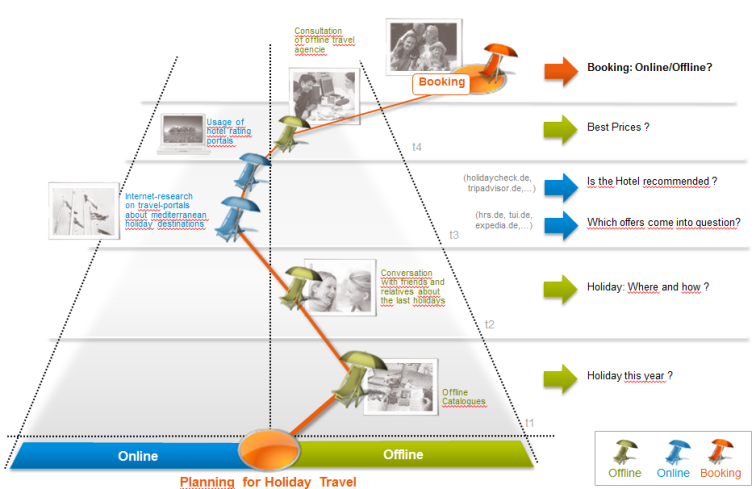 Consultation
of offline travel
agencie
Booking
Booking: Online/Offline?
Usage of
hotel rating
portals
Best Prices ?
t4
(holidaycheck.de,
tripadvisor.de,…)
Is the Hotel recommended ?
Internet-research
on travel-portals
about mediterranean
holiday destinations
(hrs.de, tui.de,
expedia.de,…)
Which offers come into question?
t3
Conversation
with friends and
relatives about
the last holidays
Holiday: Where and how ?
t2
Holiday this year ?
Offline
Catalogues
t1
Online
Offline
Planning for Holiday Travel
Offline
Online
Booking